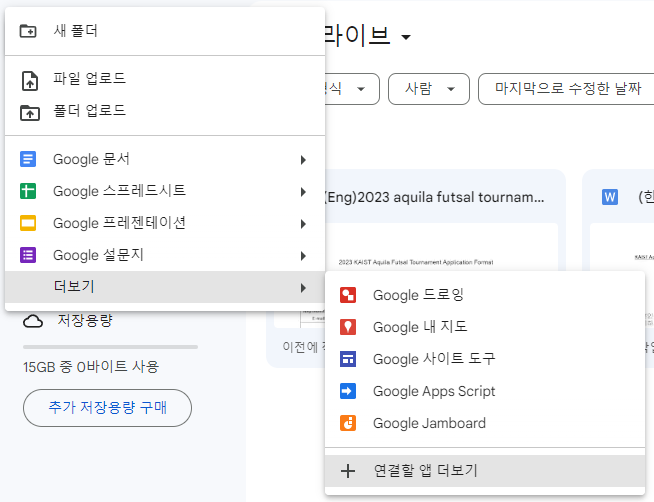 새 폴더
파일 업로드
폴더 업로드
Google 문서
Google 스프레드시트
Google 프레젠테이션
Google 설문지
더보기
저장용량
15GB 중 0바이트 사용
추가 저장용량 구매
라이브
형식
사람
마지막으로 수정한 날짜
(Eng)2023 aquila futsal tournam...
W
(한
2023 KAIST Aquila Futsal Tournament Application Format
이전에
Google 드로잉
Google 내 지도
Google 사이트 도구
Google Apps Script
Google Jamboard
연결할 앱 더보기